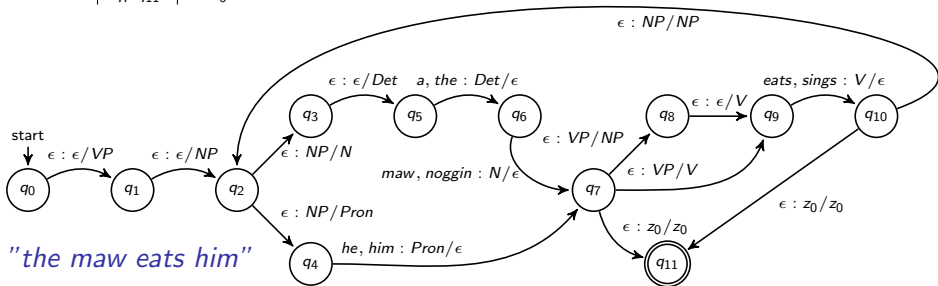 ϵ : NP/NP
ϵ : ϵ/Det
a, the : Det/ϵ
eats, sings : V/ϵ
ϵ : ϵ/V
q3
q5
q6
q8
q9
q10
start
ϵ : ϵ/VP
ϵ : ϵ/NP
ϵ : NP/N
ϵ : VP/NP
maw, noggin : N/ϵ
ϵ : VP/V
q0
q1
q2
q7
ϵ : NP/Pron
ϵ : z0/z0
ϵ : z0/z0
he, him : Pron/ϵ
"the maw eats him"
q4
q11